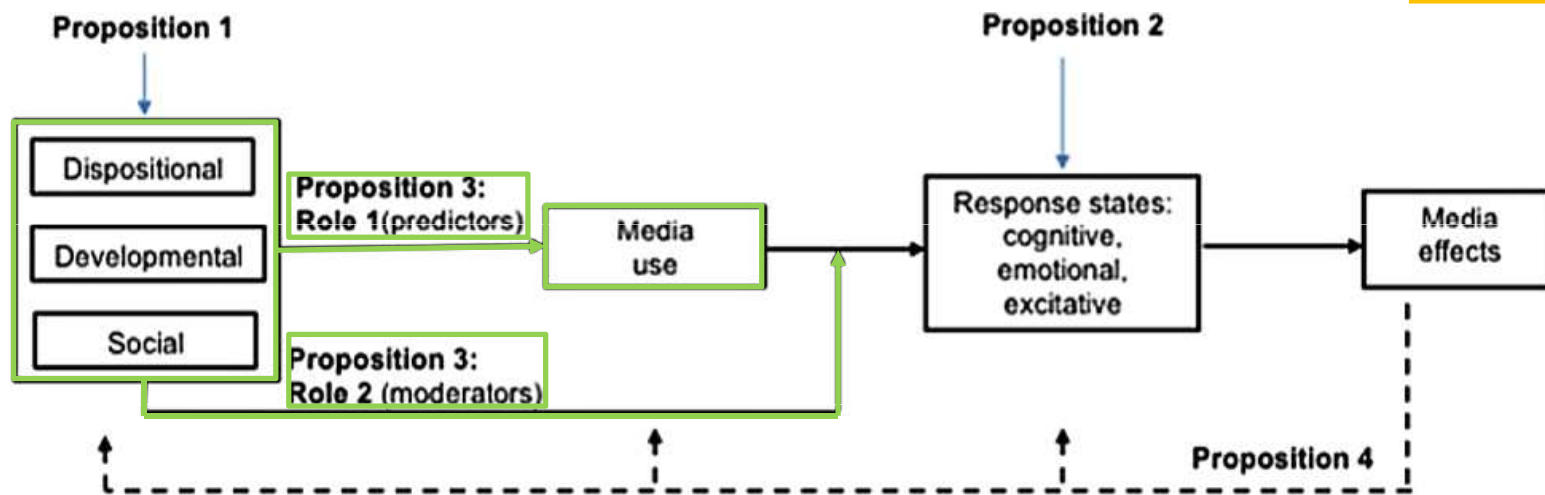 Proposition 1
Proposition 2
Dispositional
Developmental
Social
Proposition 3:
Role 1(predictors)
Media
use
Proposition 3:
Role 2 (moderators)
Response states:
cognitive,
emotional,
excitative
Media
effects
Proposition 4